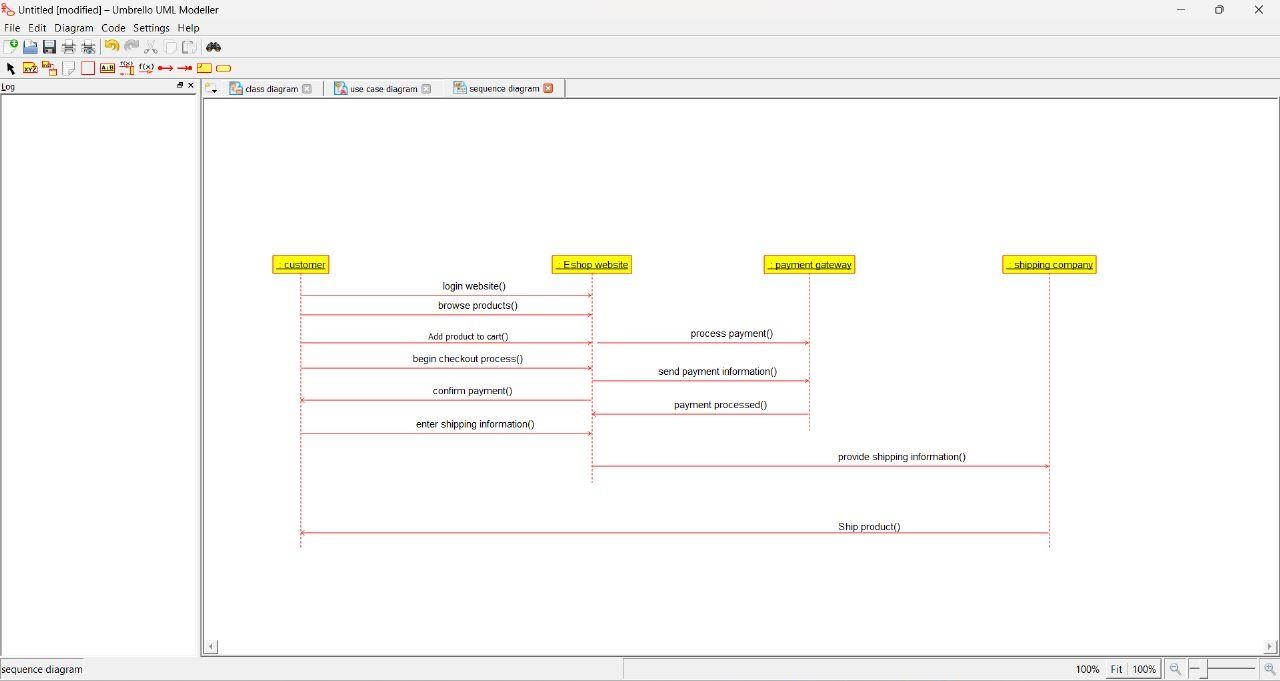 Untitled [modified] – Umbrello UML Modeller
File Edit Diagram Code Settings Help
Log
class diagram
use case diagram
sequence diagram
: customer
: Eshop website
: payment gateway
: shipping company
login website()
browse products()
process payment()
Add product to cart()
begin checkout process()
send payment information()
confirm payment()
payment processed()
enter shipping information()
provide shipping information()
Ship product()
sequence diagram
100% Fit 100%